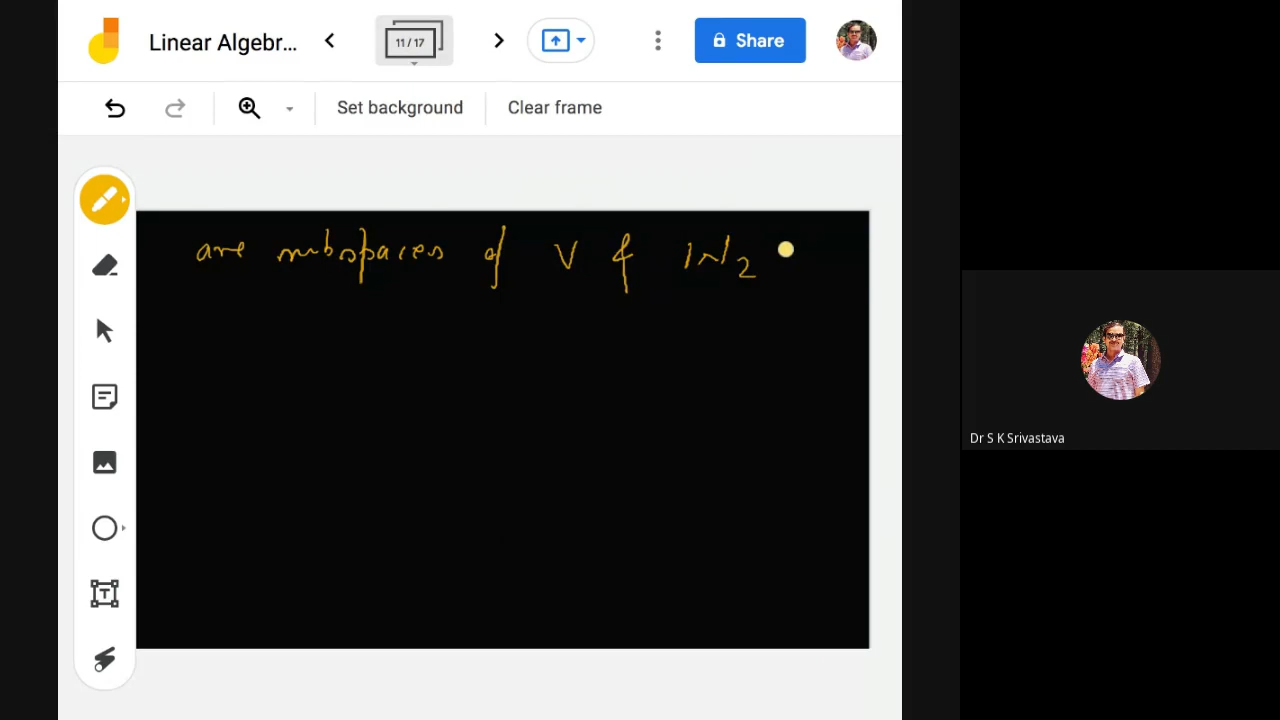 Linear Algebr...
11 / 17
Share
Set background
Clear frame
are subspaces of V & W2
Dr S K Srivastava